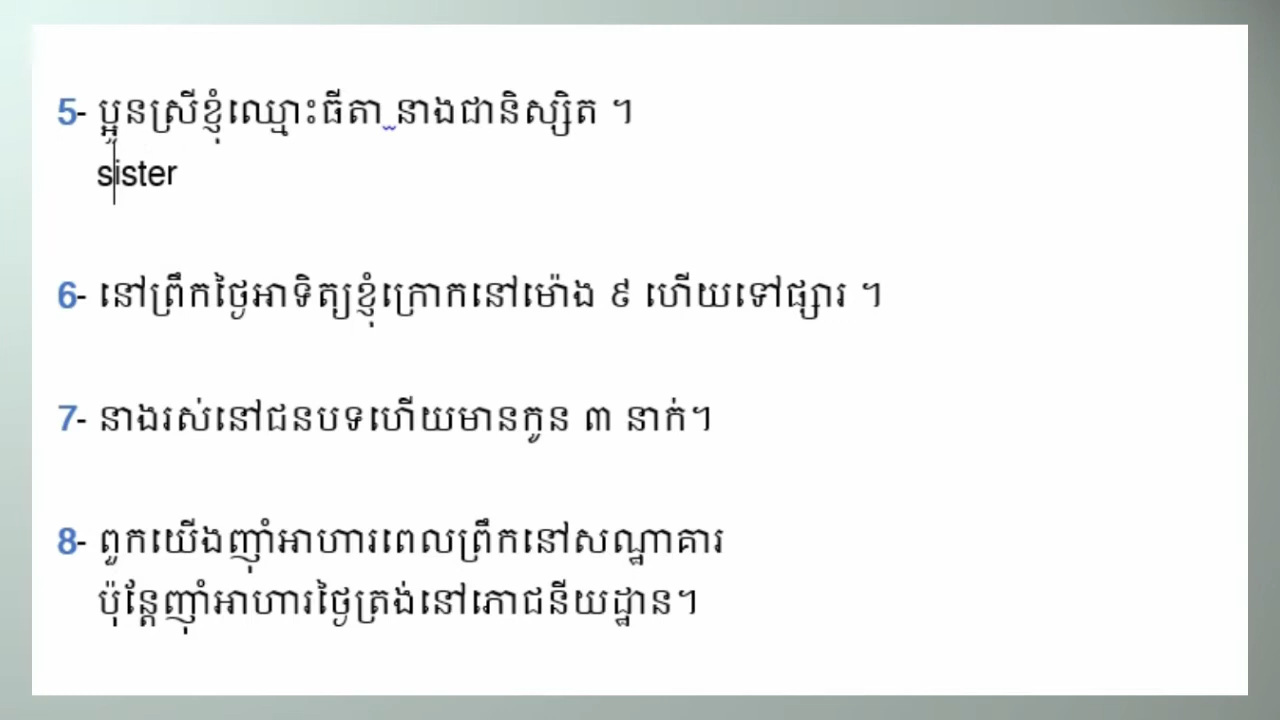 5- ប្អូនស្រីខ្ញុំឈ្មោះធីតា នាងជានិស្សិត ។
sister
6- នៅព្រឹកថ្ងៃអាទិត្យខ្ញុំក្រោកនៅម៉ោង ៩ ហើយទៅផ្សារ ។
7- នាងរស់នៅជនបទហើយមានកូន ៣ នាក់។
8- ពួកយើងញ៉ាំអាហារពេលព្រឹកនៅសណ្ឋាគារ
ប៉ុន្តែញ៉ាំអាហារថ្ងៃត្រង់នៅភោជនីយដ្ឋាន។